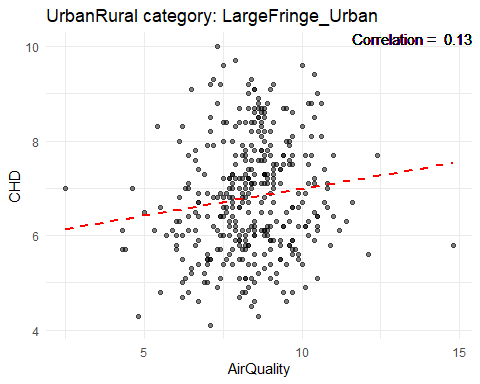 UrbanRural category: LargeFringe_Urban
Correlation = 0.13
10
8
6
4
CHD
5
10
15
AirQuality